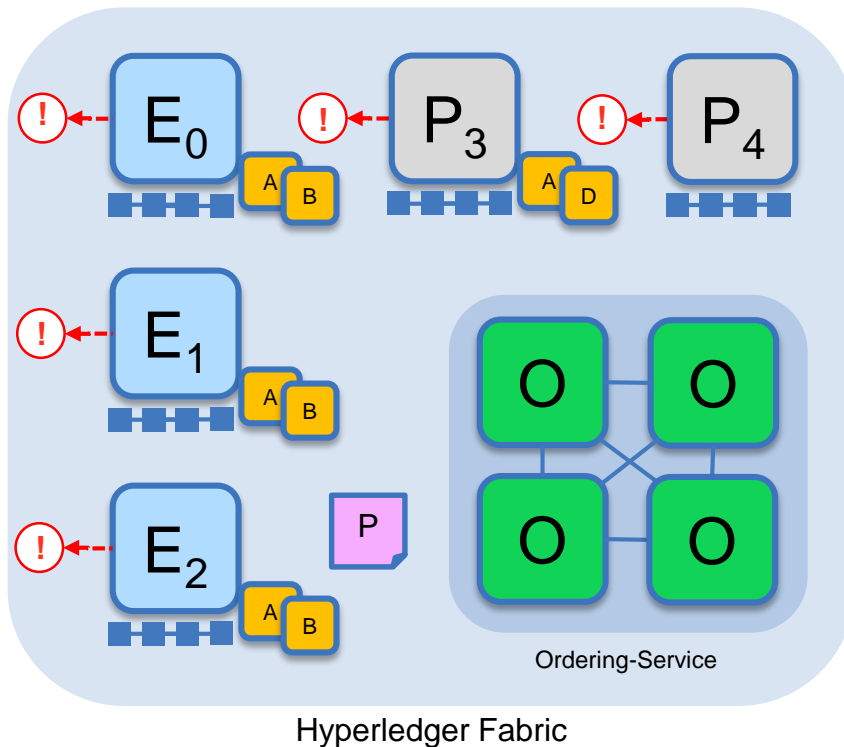 ! E0 A B
! P3 A D
! P4
! E1 A B
! E2 A B
P
O O
O O
Ordering-Service
Hyperledger Fabric